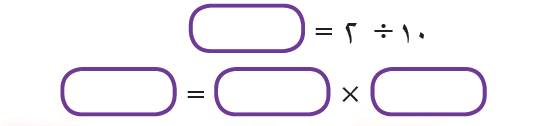 ١٠ ÷ ٢ =
× =